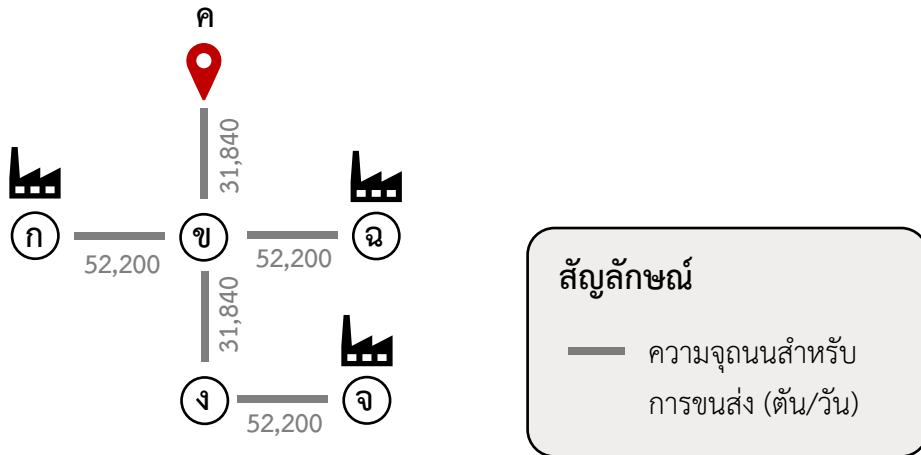 ค
31,840
ก
ข
ฉ
52,200
52,200
31,840
ง
จ
52,200
สัญลักษณ์
ความจุถนนสำหรับ
การขนส่ง (ตัน/วัน)